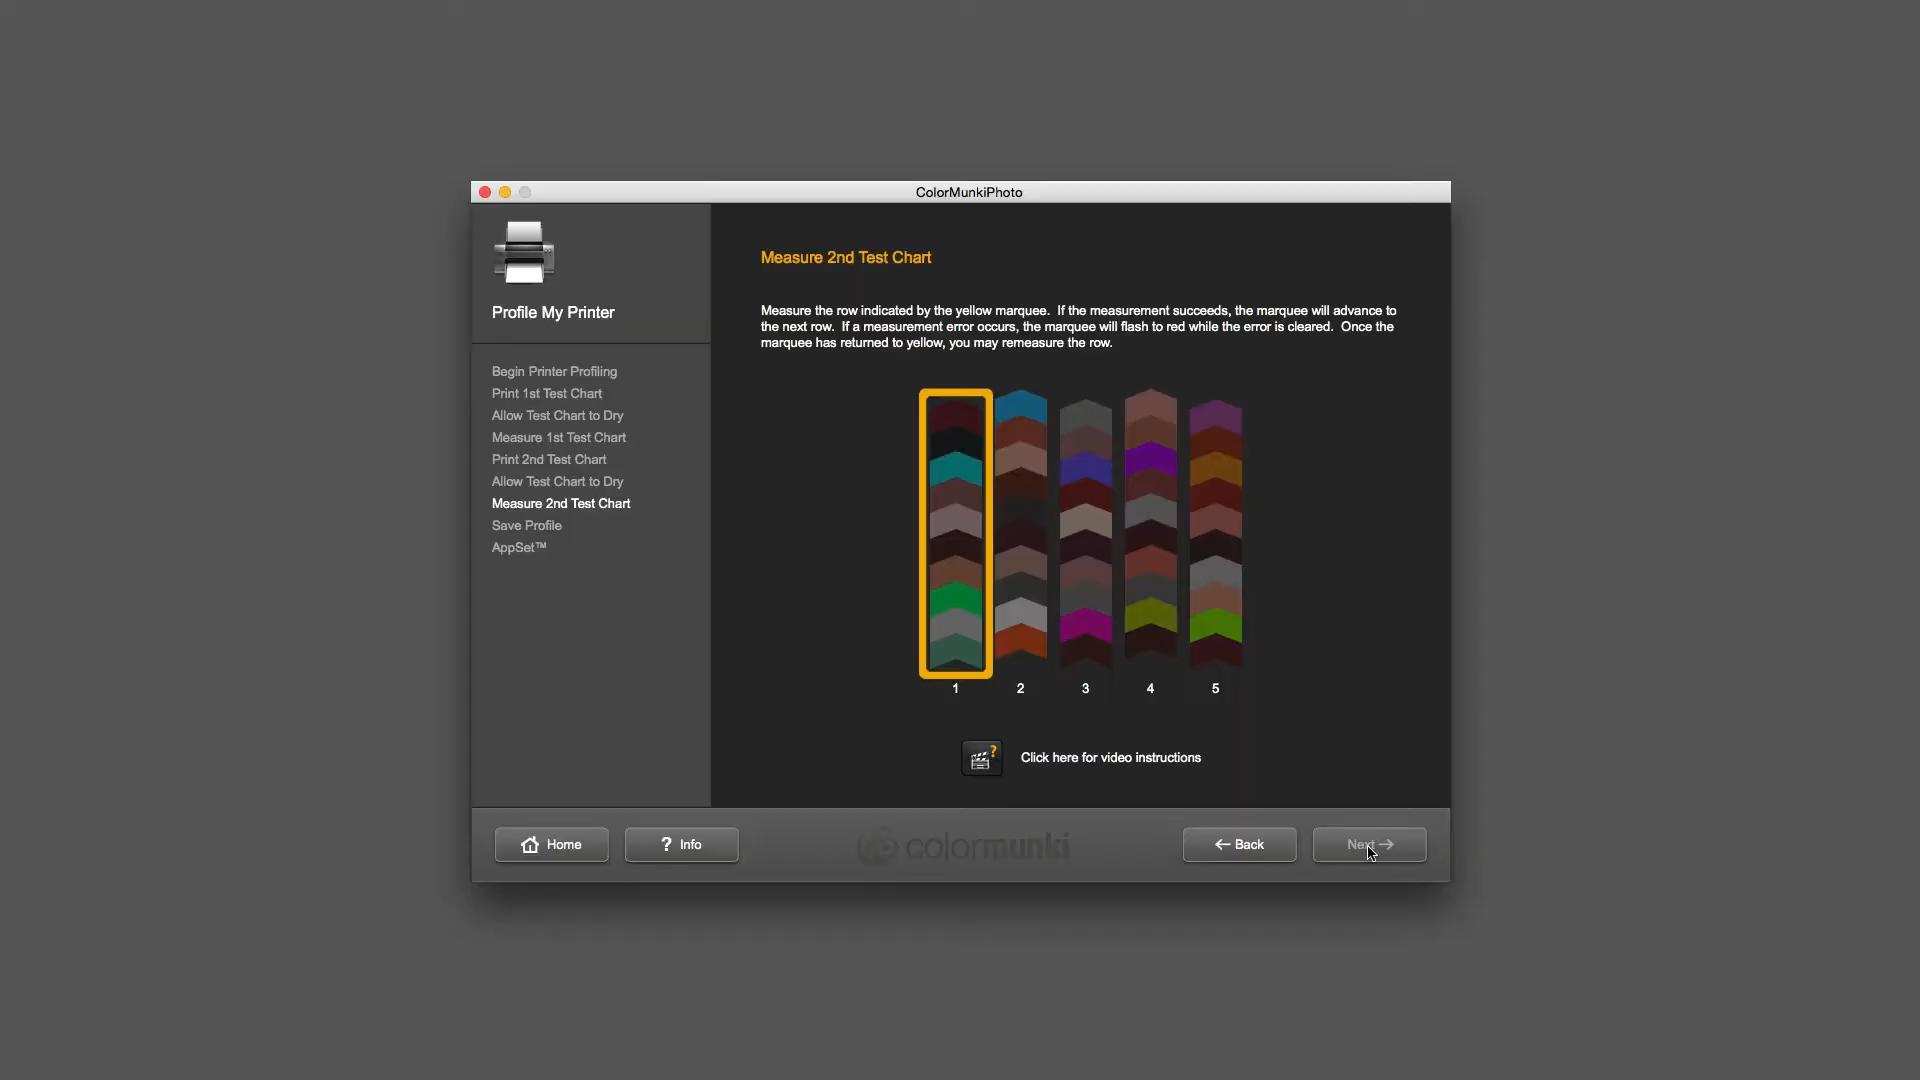 ColorMunkiPhoto
Profile My Printer
Begin Printer Profiling
Print 1st Test Chart
Allow Test Chart to Dry
Measure 1st Test Chart
Print 2nd Test Chart
Allow Test Chart to Dry
Measure 2nd Test Chart
Save Profile
AppSet™
Measure 2nd Test Chart
Measure the row indicated by the yellow marquee.  If the measurement succeeds, the marquee will advance to
the next row.  If a measurement error occurs, the marquee will flash to red while the error is cleared.  Once the
marquee has returned to yellow, you may remeasure the row.
1 2 3 4 5
?
Click here for video instructions
Home
? Info
colormunki
Back
Next